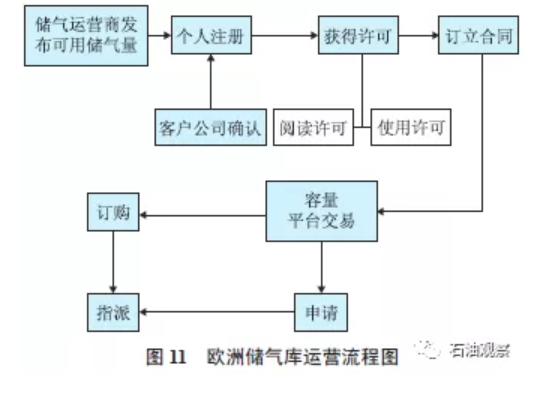 储气运营商发
布可用储气量
个人注册
获得许可
订立合同
客户公司确认
阅读许可
使用许可
订购
容量
平台交易
指派
申请
图 11 欧洲储气库运营流程图
石油观察